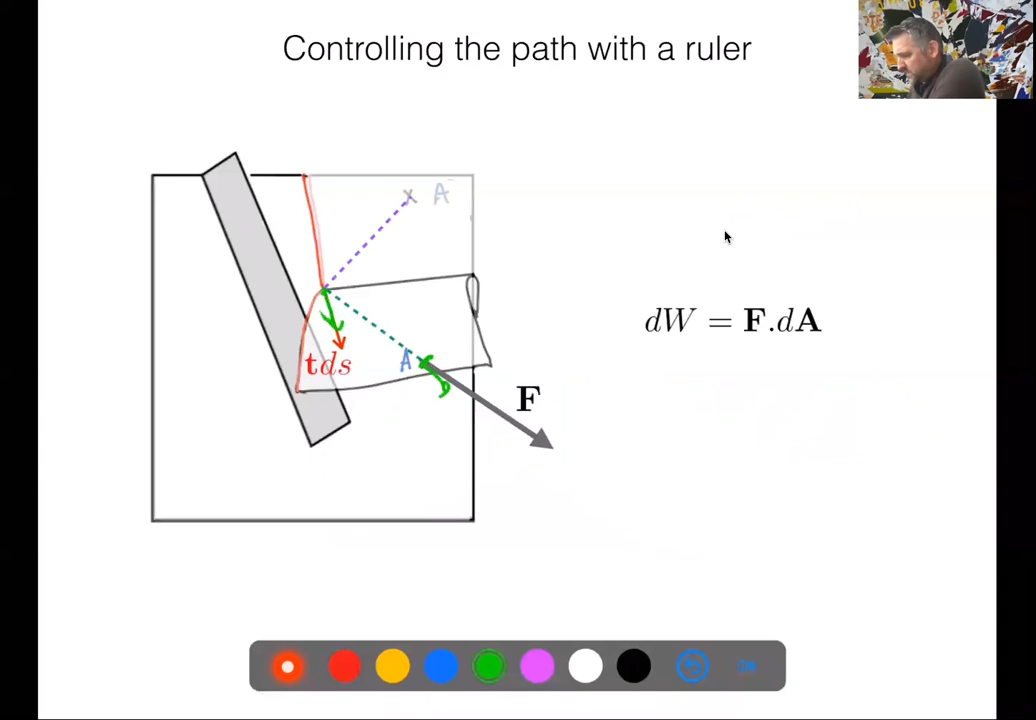 Controlling the path with a ruler
A
dW = F.dA
tds
A
F